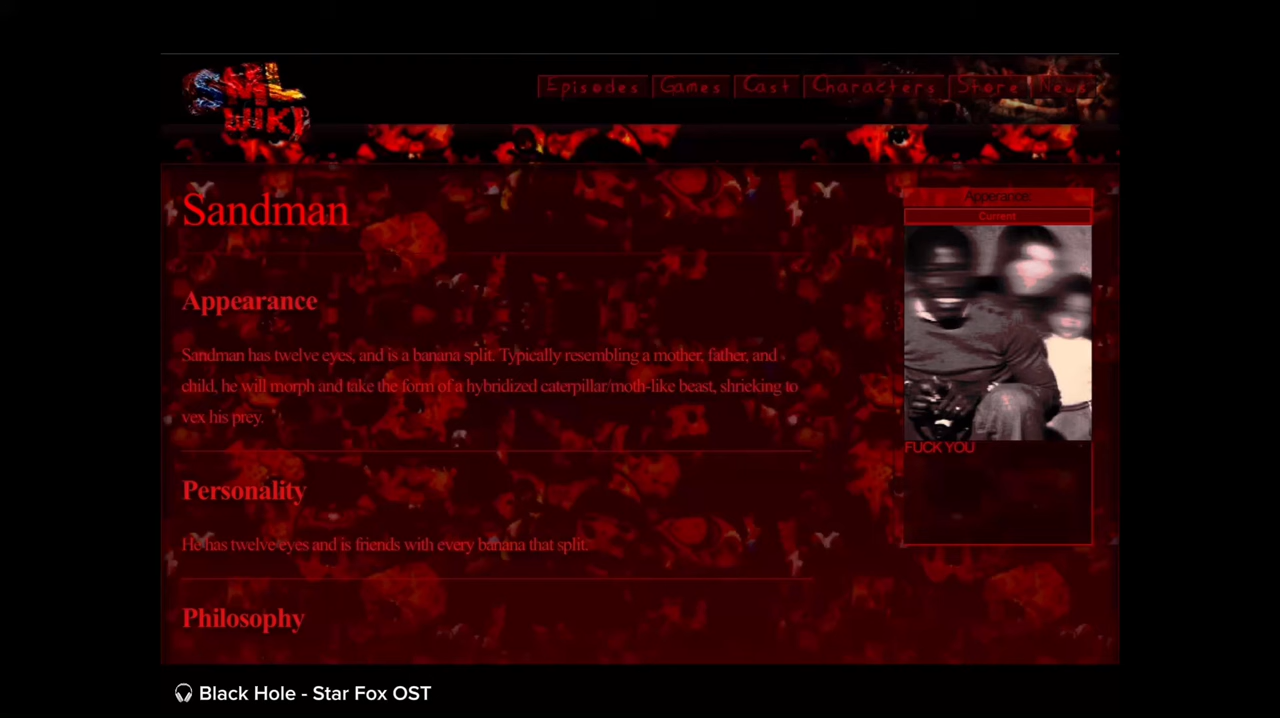 SML
WIKI
Episodes Games Cast Characters Store News
Sandman
Appearance
Sandman has twelve eyes, and is a banana split. Typically resembling a mother, father, and
child, he will morph and take the form of a hybridized caterpillar/moth-like beast, shrieking to
vex his prey.
Personality
He has twelve eyes and is friends with every banana that split.
Philosophy
Apperance:
Current
FUCK YOU
Black Hole - Star Fox OST